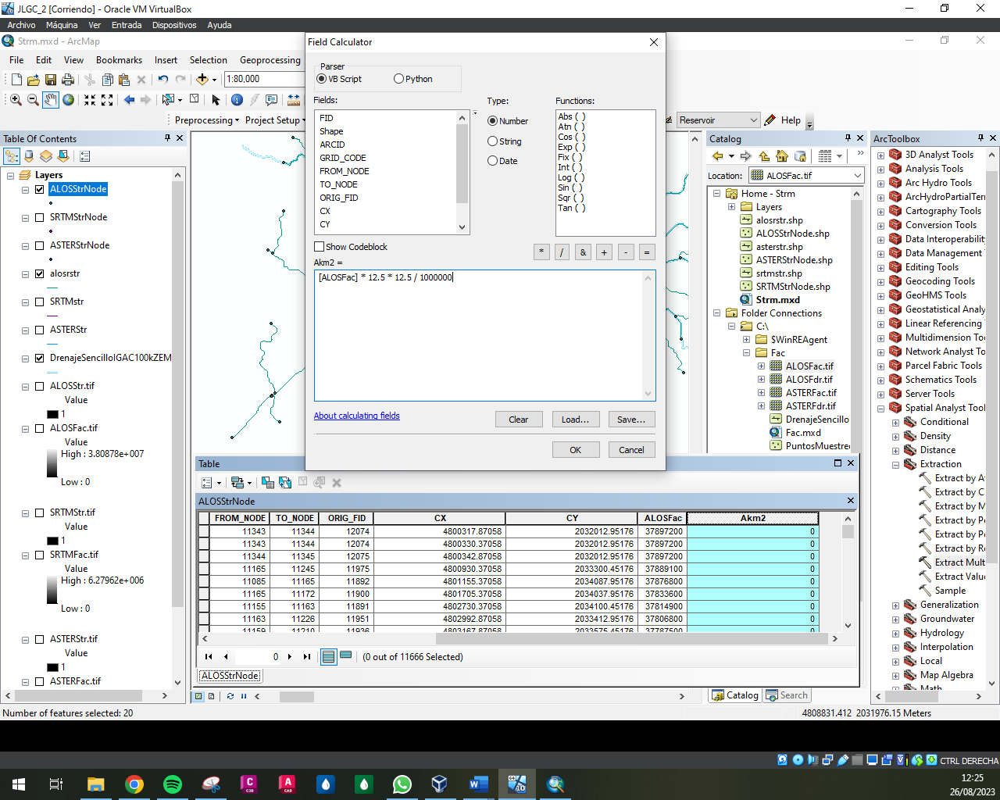 JLGC_2 [Corriendo] - Oracle VM VirtualBox
Archivo Máquina Ver Entrada Dispositivos Ayuda
Strm.mxd - ArcMap
File Edit View Bookmarks Insert Selection Geoprocessing
1:80,000
Preprocessing Project Setup
Reservoir
Help
Table Of Contents
Layers
ALOSStrNode
SRTMStrNode
ASTERStrNode
alosrstr
SRTMstr
ASTERStr
DrenajeSencilloIGAC100kZEM
ALOSStr.tif
Value
1
ALOSFac.tif
Value
High : 3.80878e+007
Low : 0
SRTMStr.tif
Value
1
SRTMFac.tif
Value
High : 6.27962e+006
Low : 0
ASTERStr.tif
Value
1
ASTERFac.tif
Field Calculator
Parser
VB Script Python
Fields:
FID
Shape
ARCID
GRID_CODE
FROM_NODE
TO_NODE
ORIG_FID
CX
CY
Type:
Number
String
Date
Functions:
Abs ( )
Atn ( )
Cos ( )
Exp ( )
Fix ( )
Int ( )
Log ( )
Sin ( )
Sqr ( )
Tan ( )
Show Codeblock
* / & + - =
Akm2 =
[ALOSFac] * 12.5 * 12.5 / 1000000
About calculating fields
Clear Load... Save...
OK Cancel
Table
ALOSStrNode
FROM_NODE TO_NODE ORIG_FID CX CY ALOSFac Akm2
11343 11344 12074 4800317.87058 2032012.95176 37897200 0
11343 11344 12074 4800330.37058 2032012.95176 37897200 0
11344 11345 12075 4800342.87058 2032012.95176 37897200 0
11165 11245 11975 4800930.37058 2033300.45176 37889100 0
11085 11165 11892 4801155.37058 2034087.95176 37876800 0
11165 11172 11900 4801705.37058 2034037.95176 37833600 0
11155 11163 11891 4802730.37058 2034100.45176 37814900 0
11163 11226 11951 4802992.87058 2033412.95176 37806800 0
11159 11210 11936 4803167.87058 2033575.45176 37787500 0
0
(0 out of 11666 Selected)
ALOSStrNode
Catalog
Location: ALOSFac.tif
Home - Strm
Layers
alosrstr.shp
ALOSStrNode.shp
asterstr.shp
ASTERStrNode.shp
srtmstr.shp
SRTMStrNode.shp
Strm.mxd
Folder Connections
C:\
$WinREAgent
Fac
ALOSFac.tif
ALOSFdr.tif
ASTERFac.tif
ASTERFdr.tif
DrenajeSencillo
Fac.mxd
PuntosMuestre
Catalog Search
ArcToolbox
3D Analyst Tools
Analysis Tools
Arc Hydro Tools
ArcHydroPartialTerr
Cartography Tools
Conversion Tools
Data Interoperability
Data Management T
Editing Tools
Geocoding Tools
GeoHMS Tools
Geostatistical Analy
Linear Referencing
Multidimension Too
Network Analyst To
Parcel Fabric Tools
Schematics Tools
Server Tools
Spatial Analyst Tool
Conditional
Density
Distance
Extraction
Extract by A
Extract by C
Extract by M
Extract by P
Extract by P
Extract by R
Extract Mult
Extract Value
Sample
Generalization
Groundwater
Hydrology
Interpolation
Local
Map Algebra
Math
Number of features selected: 20
4808831.412 2031976.15 Meters
CTRL DERECHA
12:25
26/08/2023